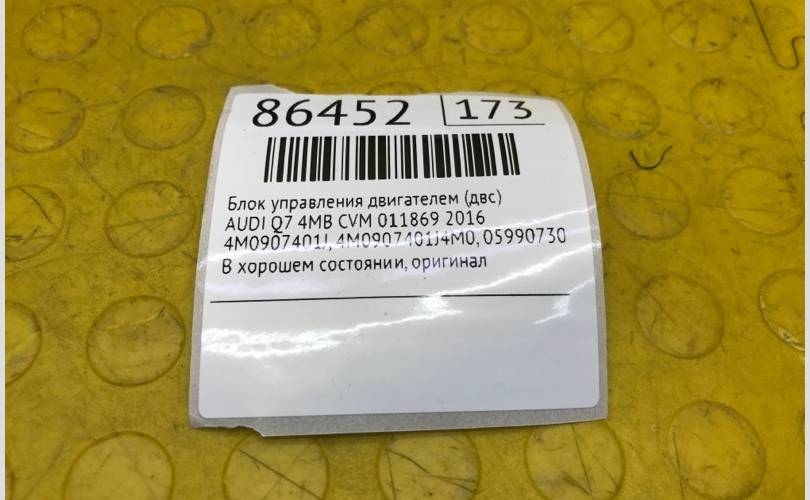 86452 173
Блок управления двигателем (двс)
AUDI Q7 4MB CVM 011869 2016
4M0907401J, 4M0907401J4M0, 05990730
В хорошем состоянии, оригинал